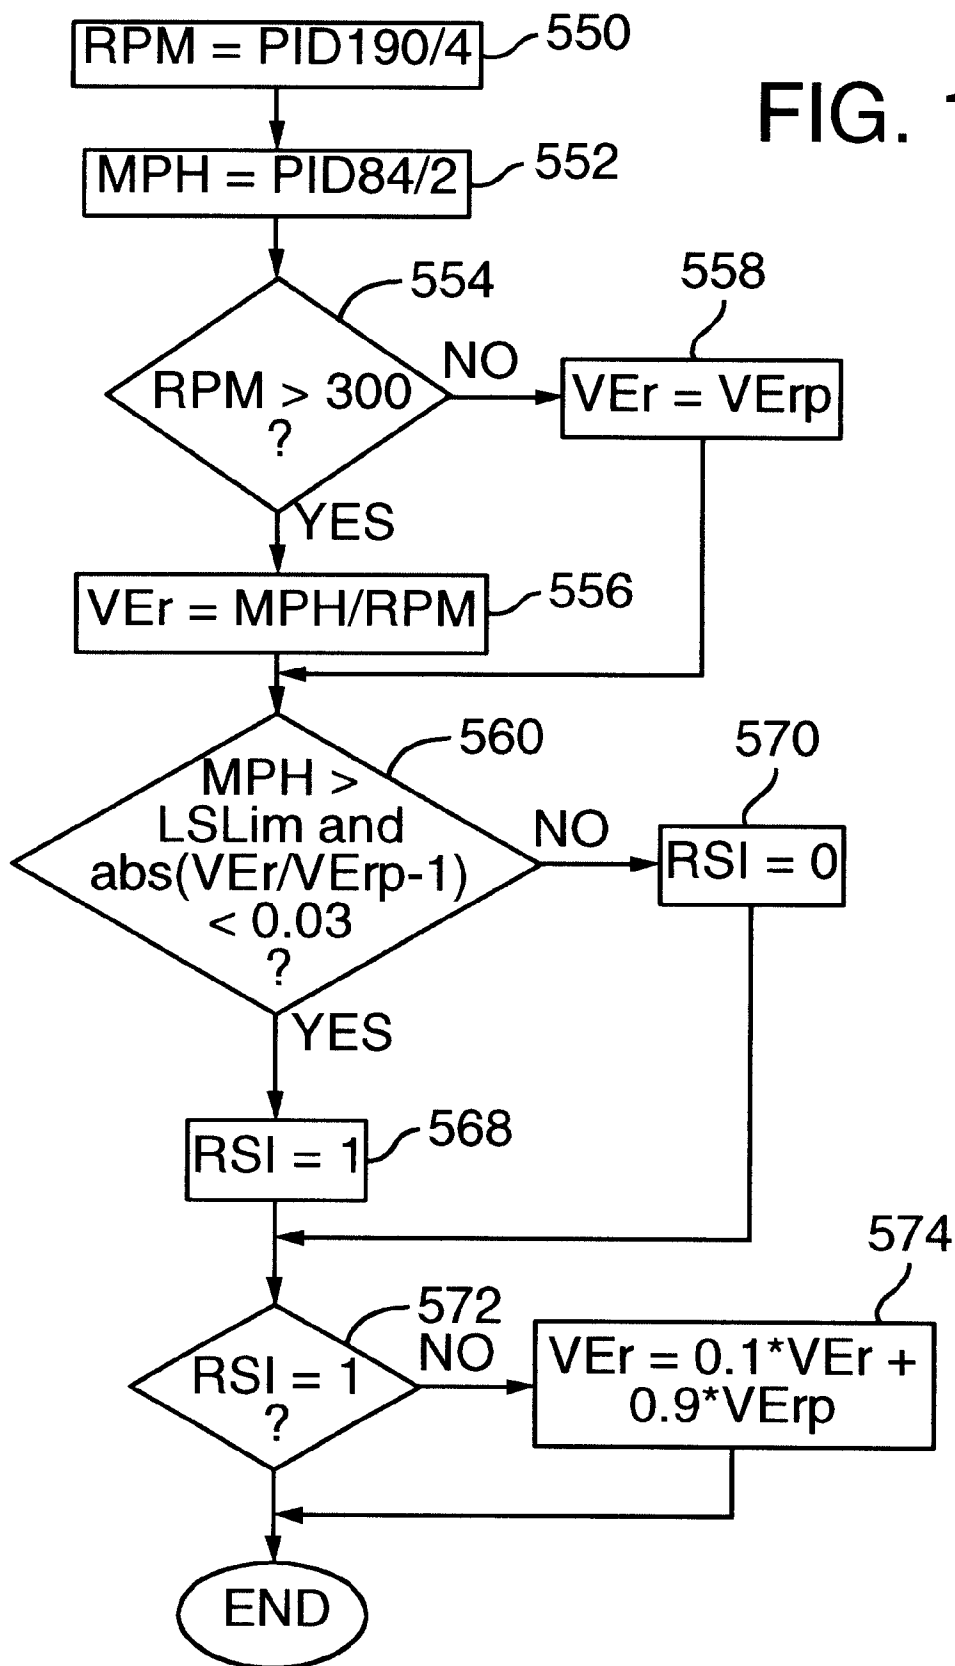 RPM = PID190/4
550
FIG. 1
MPH = PID84/2
552
554
558
RPM > 300
?
NO
VEr = VErp
YES
VEr = MPH/RPM
556
560
570
MPH >
LSLim and
abs(VEr/VErp-1)
< 0.03
?
NO
RSI = 0
YES
RSI = 1
568
574
572
RSI = 1
?
NO
VEr = 0.1*VEr +
0.9*VErp
END